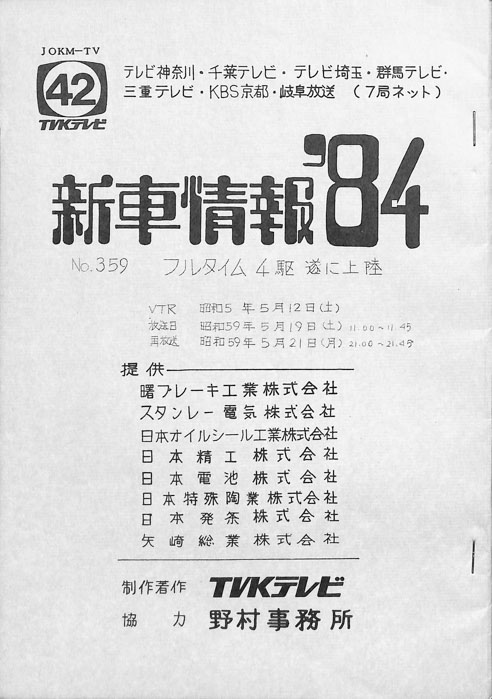 JOKM-TV
42
TVKテレビ
テレビ神奈川・千葉テレビ・テレビ埼玉・群馬テレビ・
三重テレビ・KBS京都・岐阜放送 (7局ネット)
新車情報'84
No.359 フルタイム4駆 遂に上陸
VTR 昭和5 年5月12日(土)
放送日 昭和59年5月19日(土) 11.00~11.45
再放送 昭和59年5月21日(月) 21.00~21.45
提供
曙ブレーキ工業株式会社
スタンレー電気株式会社
日本オイルシール工業株式会社
日本精工株式会社
日本電池株式会社
日本特殊陶業株式会社
日本発条株式会社
矢崎総業株式会社
制作著作 TVKテレビ
協力 野村事務所